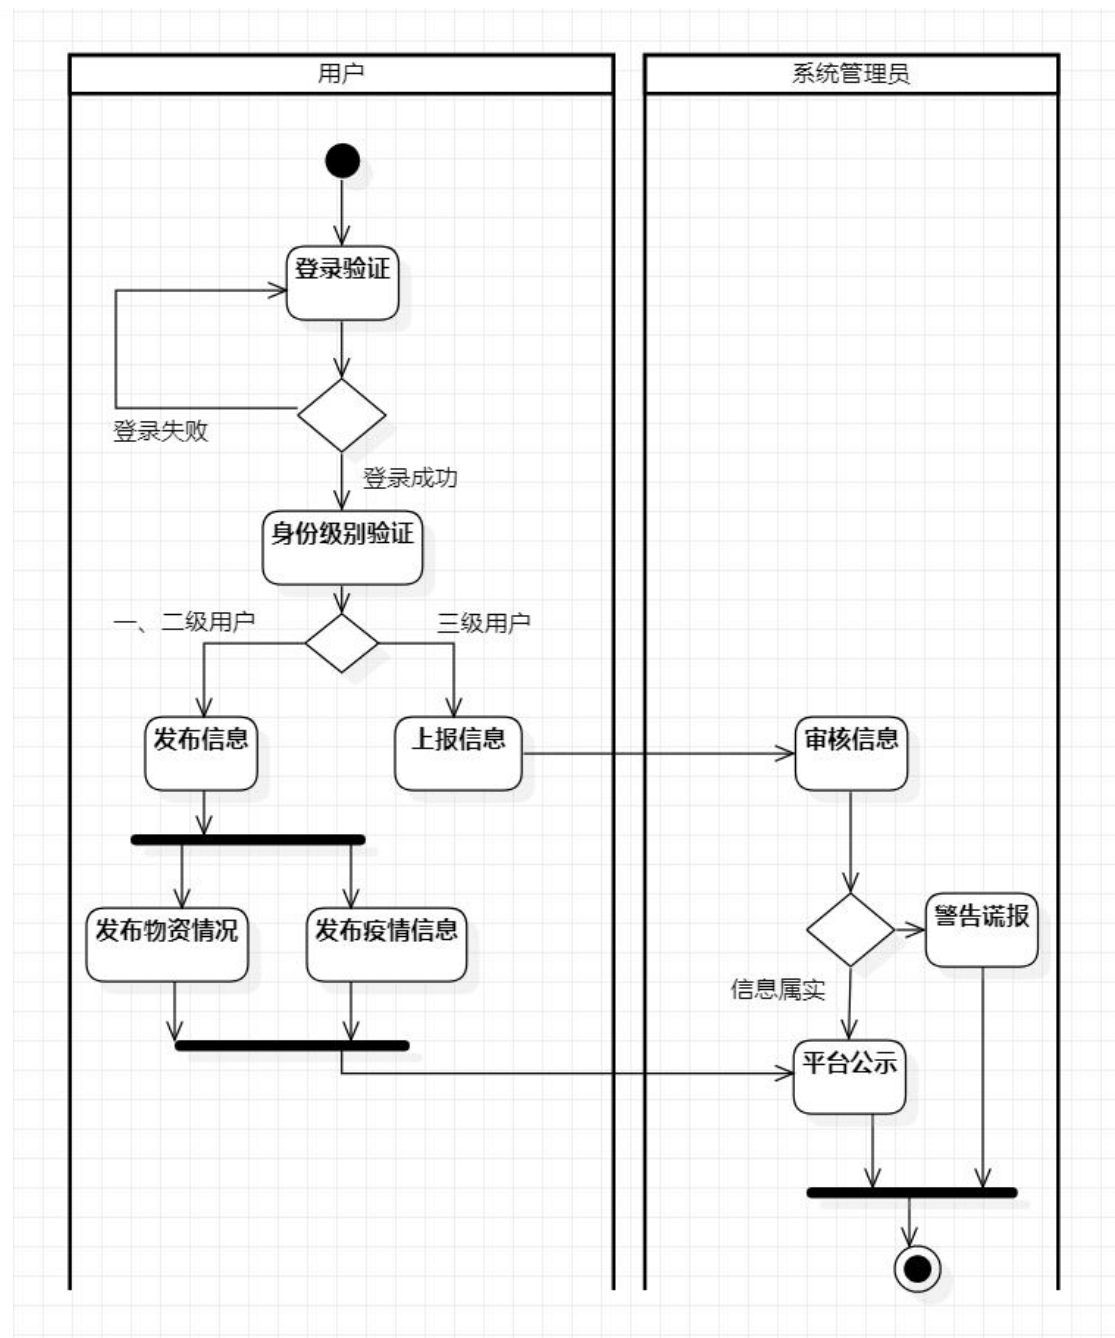 用户
系统管理员
登录验证
登录失败
登录成功
身份级别验证
一、二级用户
三级用户
发布信息
上报信息
审核信息
发布物资情况
发布疫情信息
警告谎报
信息属实
平台公示